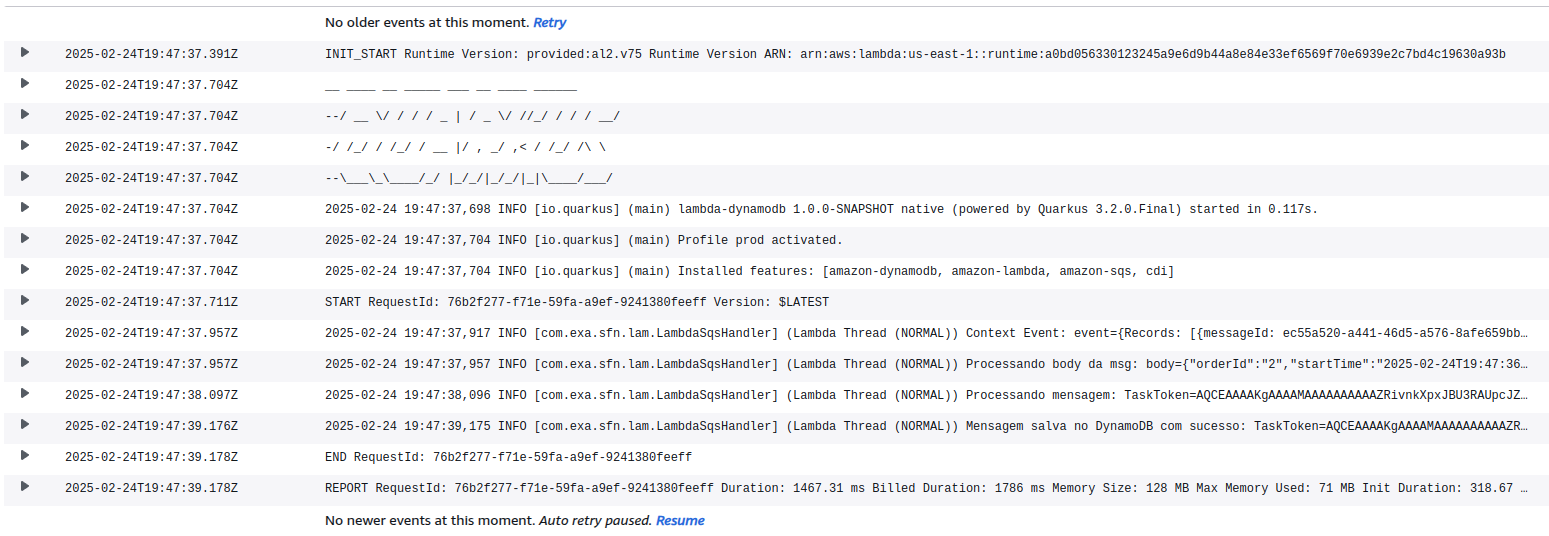 No older events at this moment. Retry
2025-02-24T19:47:37.391Z INIT_START Runtime Version: provided:al2.v75 Runtime Version ARN: arn:aws:lambda:us-east-1::runtime:a0bd056330123245a9e6d9b44a8e84e33ef6569f70e6939e2c7bd4c19630a93b
2025-02-24T19:47:37.704Z __ ____ __ _____ ___ __ ____ ______
2025-02-24T19:47:37.704Z --/ __ \/ / / / _ | / _ \/ //_/ / / / __/
2025-02-24T19:47:37.704Z -/ /_/ / /_/ / __ |/ , _/ ,< / /_/ /\ \
2025-02-24T19:47:37.704Z --\___\_\____/_/ |_/_/|_/_/|_|\____/___/
2025-02-24T19:47:37.704Z 2025-02-24 19:47:37,698 INFO [io.quarkus] (main) lambda-dynamodb 1.0.0-SNAPSHOT native (powered by Quarkus 3.2.0.Final) started in 0.117s.
2025-02-24T19:47:37.704Z 2025-02-24 19:47:37,704 INFO [io.quarkus] (main) Profile prod activated.
2025-02-24T19:47:37.704Z 2025-02-24 19:47:37,704 INFO [io.quarkus] (main) Installed features: [amazon-dynamodb, amazon-lambda, amazon-sqs, cdi]
2025-02-24T19:47:37.711Z START RequestId: 76b2f277-f71e-59fa-a9ef-9241380feeff Version: $LATEST
2025-02-24T19:47:37.957Z 2025-02-24 19:47:37,917 INFO [com.exa.sfn.lam.LambdaSqsHandler] (Lambda Thread (NORMAL)) Context Event: event={Records: [{messageId: ec55a520-a441-46d5-a576-8afe659bb…
2025-02-24T19:47:37.957Z 2025-02-24 19:47:37,957 INFO [com.exa.sfn.lam.LambdaSqsHandler] (Lambda Thread (NORMAL)) Processando body da msg: body={"orderId":"2","startTime":"2025-02-24T19:47:36…
2025-02-24T19:47:38.097Z 2025-02-24 19:47:38,096 INFO [com.exa.sfn.lam.LambdaSqsHandler] (Lambda Thread (NORMAL)) Processando mensagem: TaskToken=AQCEAAAAKgAAAAMAAAAAAAAAAZRivnkXpxJBU3RAUpcJZ…
2025-02-24T19:47:39.176Z 2025-02-24 19:47:39,175 INFO [com.exa.sfn.lam.LambdaSqsHandler] (Lambda Thread (NORMAL)) Mensagem salva no DynamoDB com sucesso: TaskToken=AQCEAAAAKgAAAAMAAAAAAAAAAZR…
2025-02-24T19:47:39.178Z END RequestId: 76b2f277-f71e-59fa-a9ef-9241380feeff
2025-02-24T19:47:39.178Z REPORT RequestId: 76b2f277-f71e-59fa-a9ef-9241380feeff Duration: 1467.31 ms Billed Duration: 1786 ms Memory Size: 128 MB Max Memory Used: 71 MB Init Duration: 318.67 …
No newer events at this moment. Auto retry paused. Resume